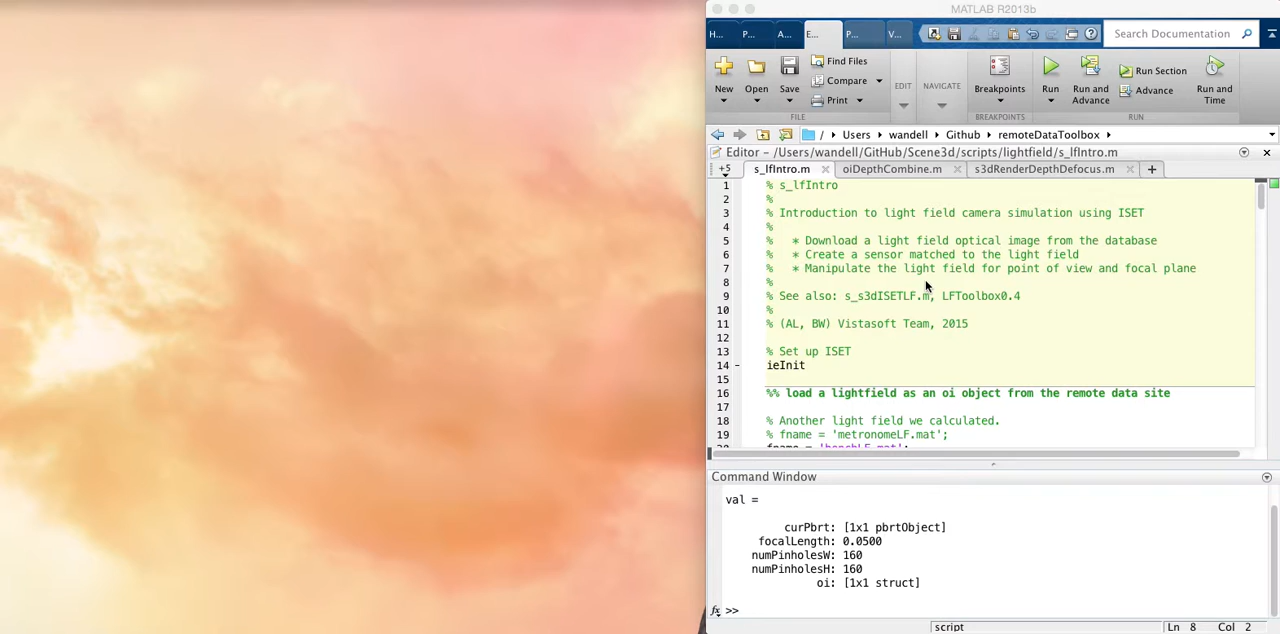 MATLAB R2013b
H... P... A... E... P... V...
Search Documentation
Find Files
Compare
Print
New Open Save
FILE
EDIT
NAVIGATE
Breakpoints
BREAKPOINTS
Run Run and Advance
Run Section
Advance
Run and Time
RUN
/ Users wandell Github remoteDataToolbox
Editor - /Users/wandell/GitHub/Scene3d/scripts/lightfield/s_lfIntro.m
+5 s_lfIntro.m oiDepthCombine.m s3dRenderDepthDefocus.m
1 % s_lfIntro
2 %
3 % Introduction to light field camera simulation using ISET
4 %
5 % * Download a light field optical image from the database
6 % * Create a sensor matched to the light field
7 % * Manipulate the light field for point of view and focal plane
8 %
9 % See also: s_s3dISETLF.m, LFToolbox0.4
10 %
11 % (AL, BW) Vistasoft Team, 2015
12
13 % Set up ISET
14 - ieInit
15
16 %% load a lightfield as an oi object from the remote data site
17
18 % Another light field we calculated.
19 % fname = 'metronomeLF.mat';
Command Window
val =
curPbrt: [1x1 pbrtObject]
focalLength: 0.0500
numPinholesW: 160
numPinholesH: 160
oi: [1x1 struct]
fx >>
script
Ln 8 Col 2